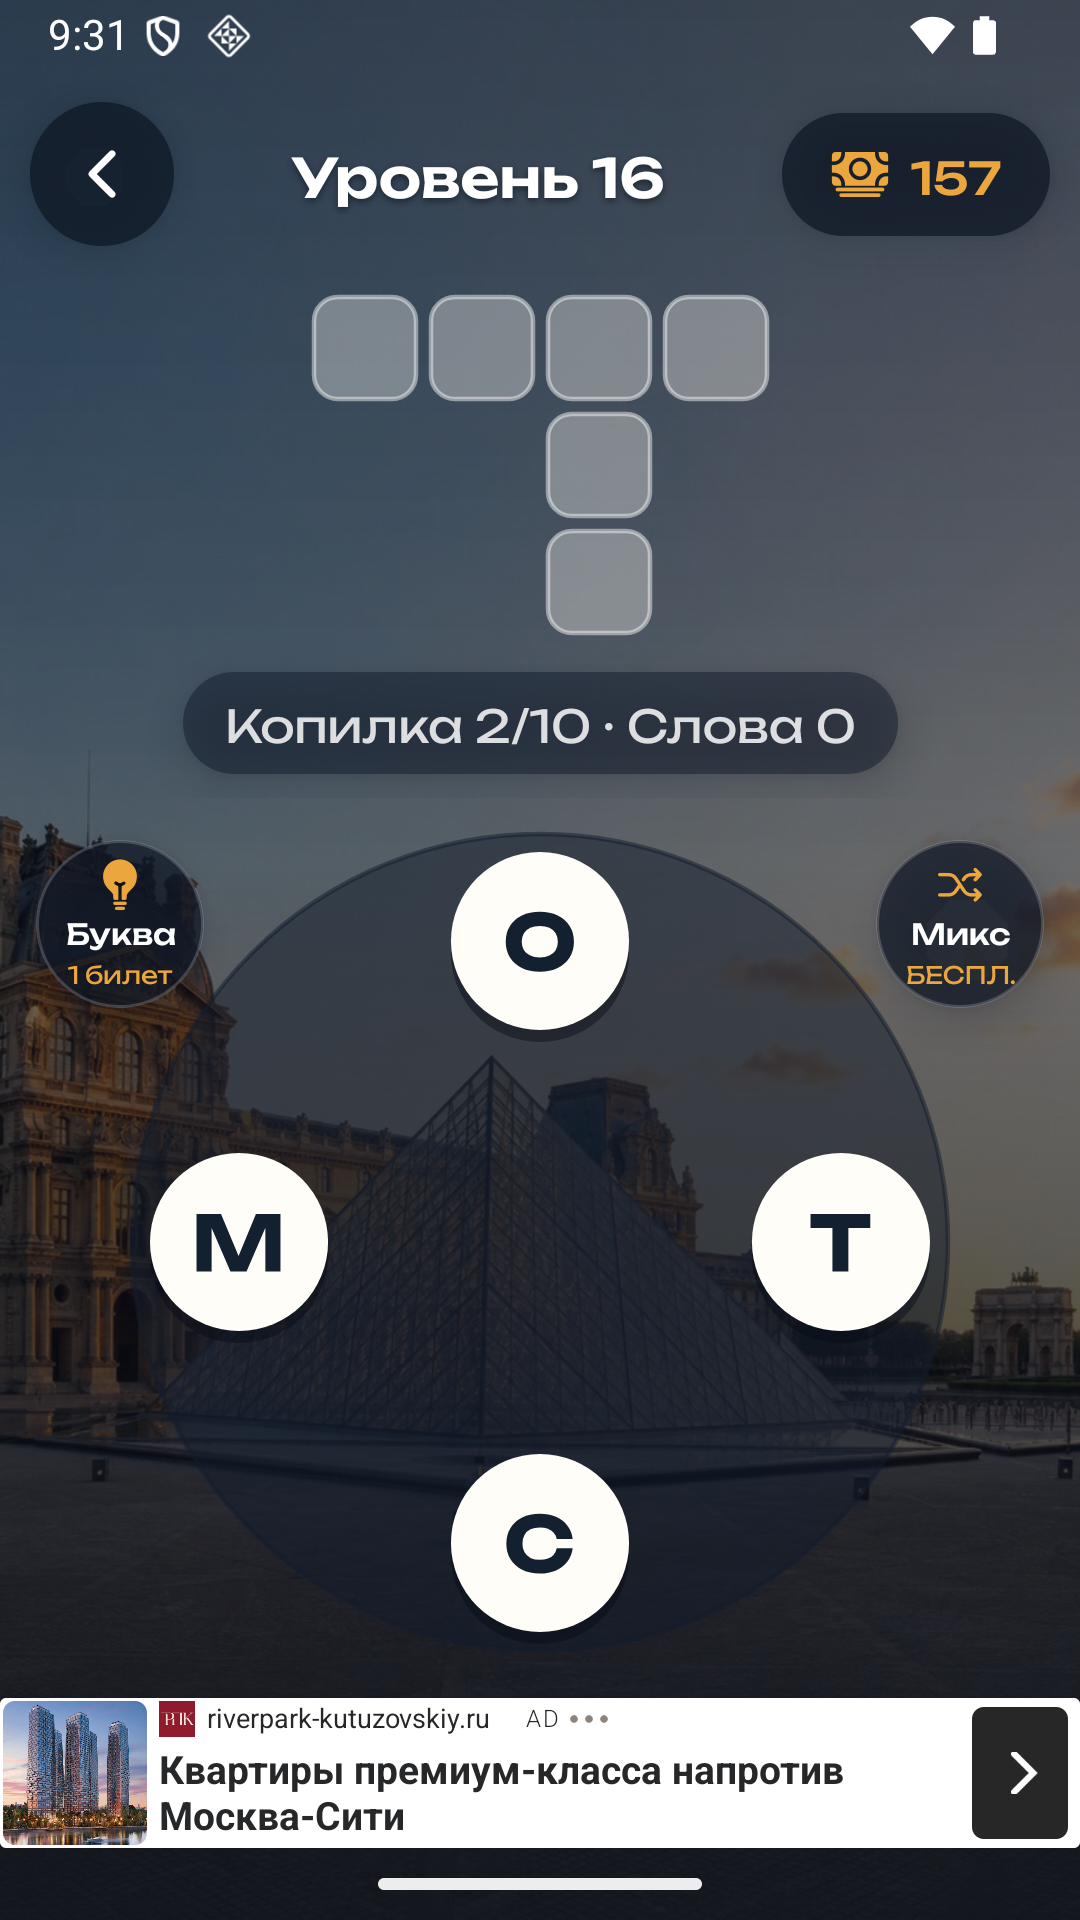 9:31
Уровень 16
157
Копилка 2/10 · Слова 0
Буква
1 билет
Микс
БЕСПЛ.
О
М
Т
С
riverpark-kutuzovskiy.ru AD
Квартиры премиум-класса напротив
Москва-Сити